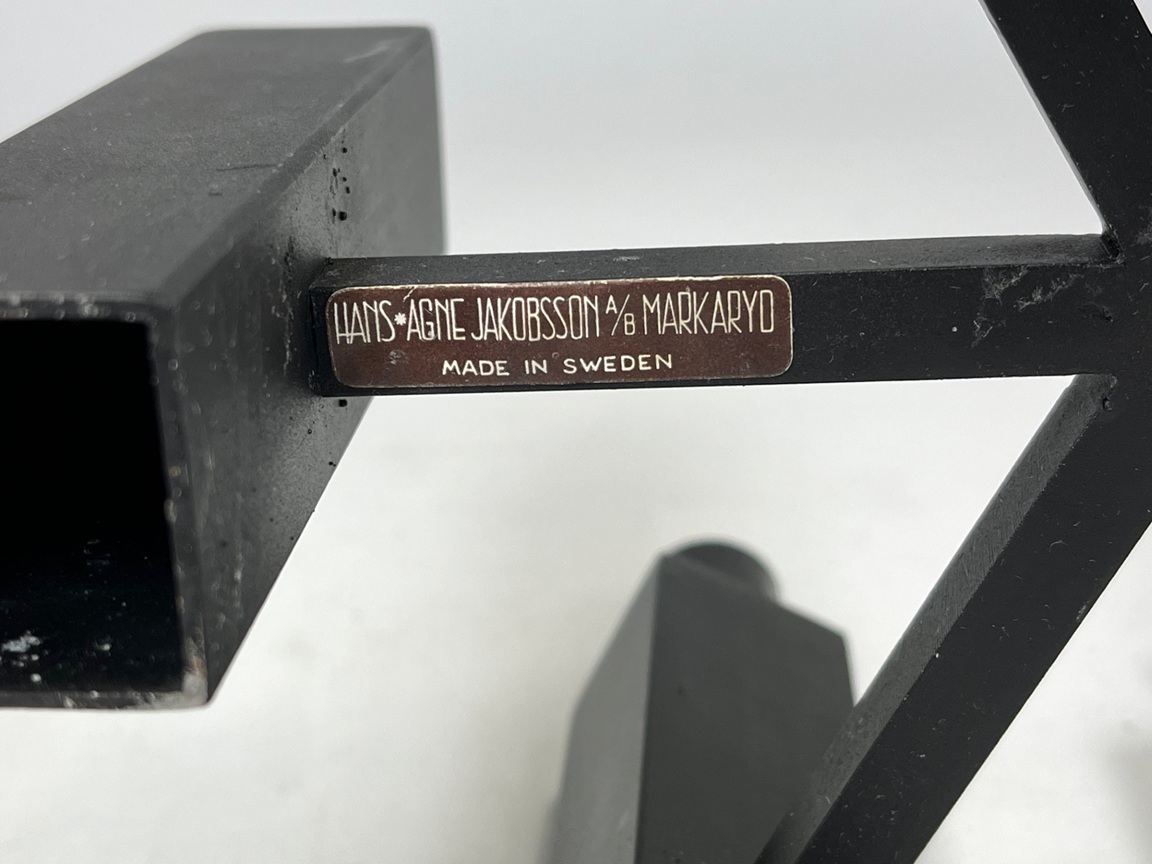 HANS*AGNE JAKOBSSON A/B MARKARYD
MADE IN SWEDEN